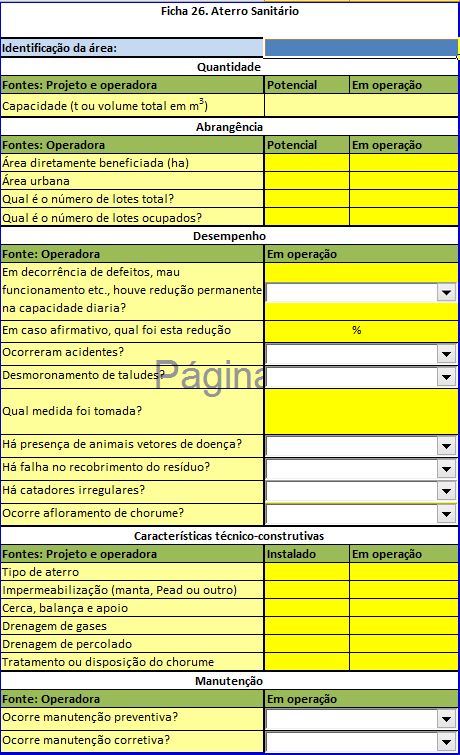 Ficha 26. Aterro Sanitário
Identificação da área:
Quantidade
Fontes: Projeto e operadora Potencial Em operação
Capacidade (t ou volume total em m³)
Abrangência
Fontes: Operadora Potencial Em operação
Área diretamente beneficiada (ha)
Área urbana
Qual é o número de lotes total?
Qual é o número de lotes ocupados?
Desempenho
Fonte: Operadora Em operação
Em decorrência de defeitos, mau
funcionamento etc., houve redução permanente
na capacidade diaria?
Em caso afirmativo, qual foi esta redução %
Ocorreram acidentes?
Desmoronamento de taludes?
Página
Qual medida foi tomada?
Há presença de animais vetores de doença?
Há falha no recobrimento do resíduo?
Há catadores irregulares?
Ocorre afloramento de chorume?
Características técnico-construtivas
Fontes: Projeto e operadora Instalado Em operação
Tipo de aterro
Impermeabilização (manta, Pead ou outro)
Cerca, balança e apoio
Drenagem de gases
Drenagem de percolado
Tratamento ou disposição do chorume
Manutenção
Fonte: Operadora Em operação
Ocorre manutenção preventiva?
Ocorre manutenção corretiva?